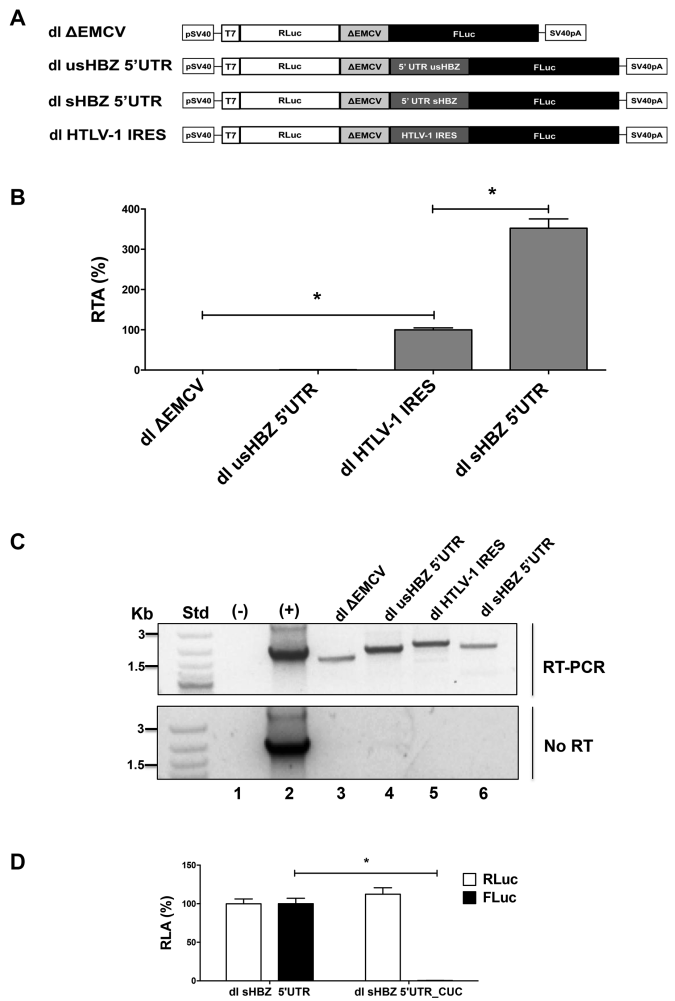 A
dl ΔEMCV pSV40 T7 RLuc ΔEMCV FLuc SV40pA
dl usHBZ 5'UTR pSV40 T7 RLuc ΔEMCV 5' UTR usHBZ FLuc SV40pA
dl sHBZ 5'UTR pSV40 T7 RLuc ΔEMCV 5' UTR sHBZ FLuc SV40pA
dl HTLV-1 IRES pSV40 T7 RLuc ΔEMCV HTLV-1 IRES FLuc SV40pA
B
RTA (%)
400
300
200
100
0
*
*
dl ΔEMCV
dl usHBZ 5'UTR
dl HTLV-1 IRES
dl sHBZ 5'UTR
C
Kb Std (-) (+) dl ΔEMCV dl usHBZ 5'UTR dl HTLV-1 IRES dl sHBZ 5'UTR
3
1.5
RT-PCR
3
1.5
No RT
1 2 3 4 5 6
D
RLA (%)
150
100
50
0
*
RLuc
FLuc
dl sHBZ 5'UTR dl sHBZ 5'UTR_CUC